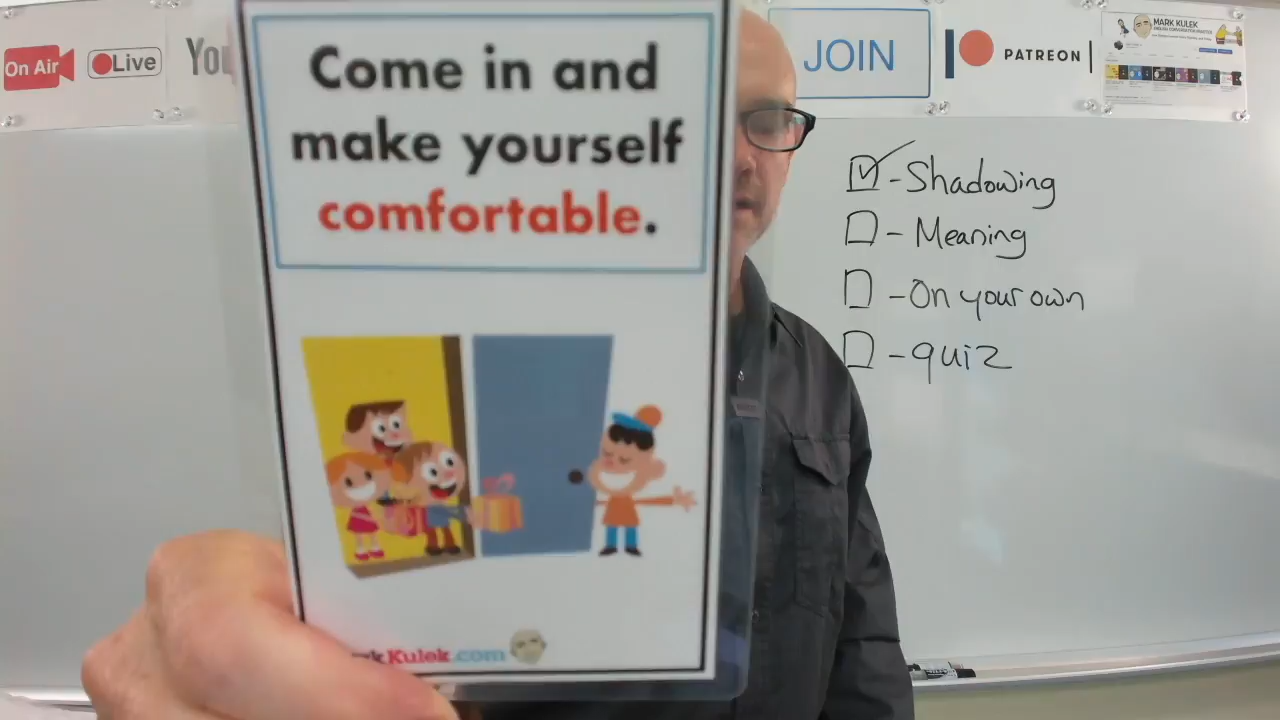 On Air
Live
JOIN
PATREON
MARK KULEK
Come in and
make yourself
comfortable.
- Shadowing
- Meaning
- On your own
- quiz
Kulek.com